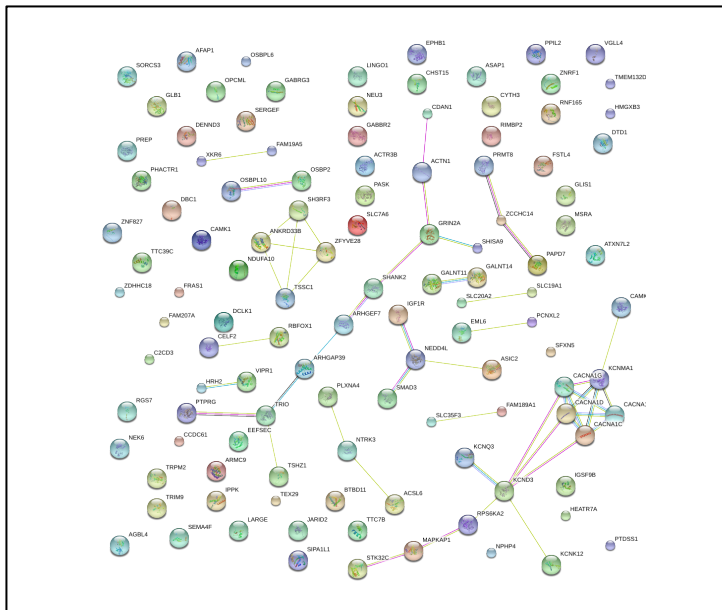 EPHB1
PPIL2
VGLL4
AFAP1
OSBPL6
SORCS3
LINGO1
ASAP1
CHST15
ZNRF1
TMEM132D
OPCML
GABRG3
GLB1
NEU3
CYTH3
RNF165
HMGXB3
SERGEF
CDAN1
DENND3
GABBR2
RIMBP2
DTD1
PREP
FAM19A5
XKR6
ACTR3B
ACTN1
PRMT8
FSTL4
PHACTR1
OSBP2
OSBPL10
PASK
GLIS1
DBC1
SH3RF3
SLC7A6
ZCCHC14
MSRA
ZNF827
CAMK1
ANKRD33B
ZFYVE28
GRIN2A
SHISA9
PAPD7
ATXN7L2
TTC39C
NDUFA10
SHANK2
GALNT11
GALNT14
ZDHHC18
FRAS1
TSSC1
SLC20A2
SLC19A1
CAMK
DCLK1
FAM207A
RBFOX1
ARHGEF7
IGF1R
EML6
PCNXL2
CELF2
C2CD3
NEDD4L
SFXN5
ARHGAP39
ASIC2
VIPR1
HRH2
KCNMA1
CACNA1G
RGS7
PLXNA4
SMAD3
SLC35F3
FAM189A1
CACNA1D
CACNA1
PTPRG
TRIO
CACNA1C
NEK6
CCDC61
EEFSEC
NTRK3
KCNQ3
TSHZ1
ARMC9
TRPM2
IPPK
TEX29
BTBD11
ACSL6
KCND3
IGSF9B
TRIM9
RPS6KA2
HEATR7A
AGBL4
SEMA4F
LARGE
JARID2
TTC7B
MAPKAP1
SIPA1L1
NPHP4
PTDSS1
STK32C
KCNK12